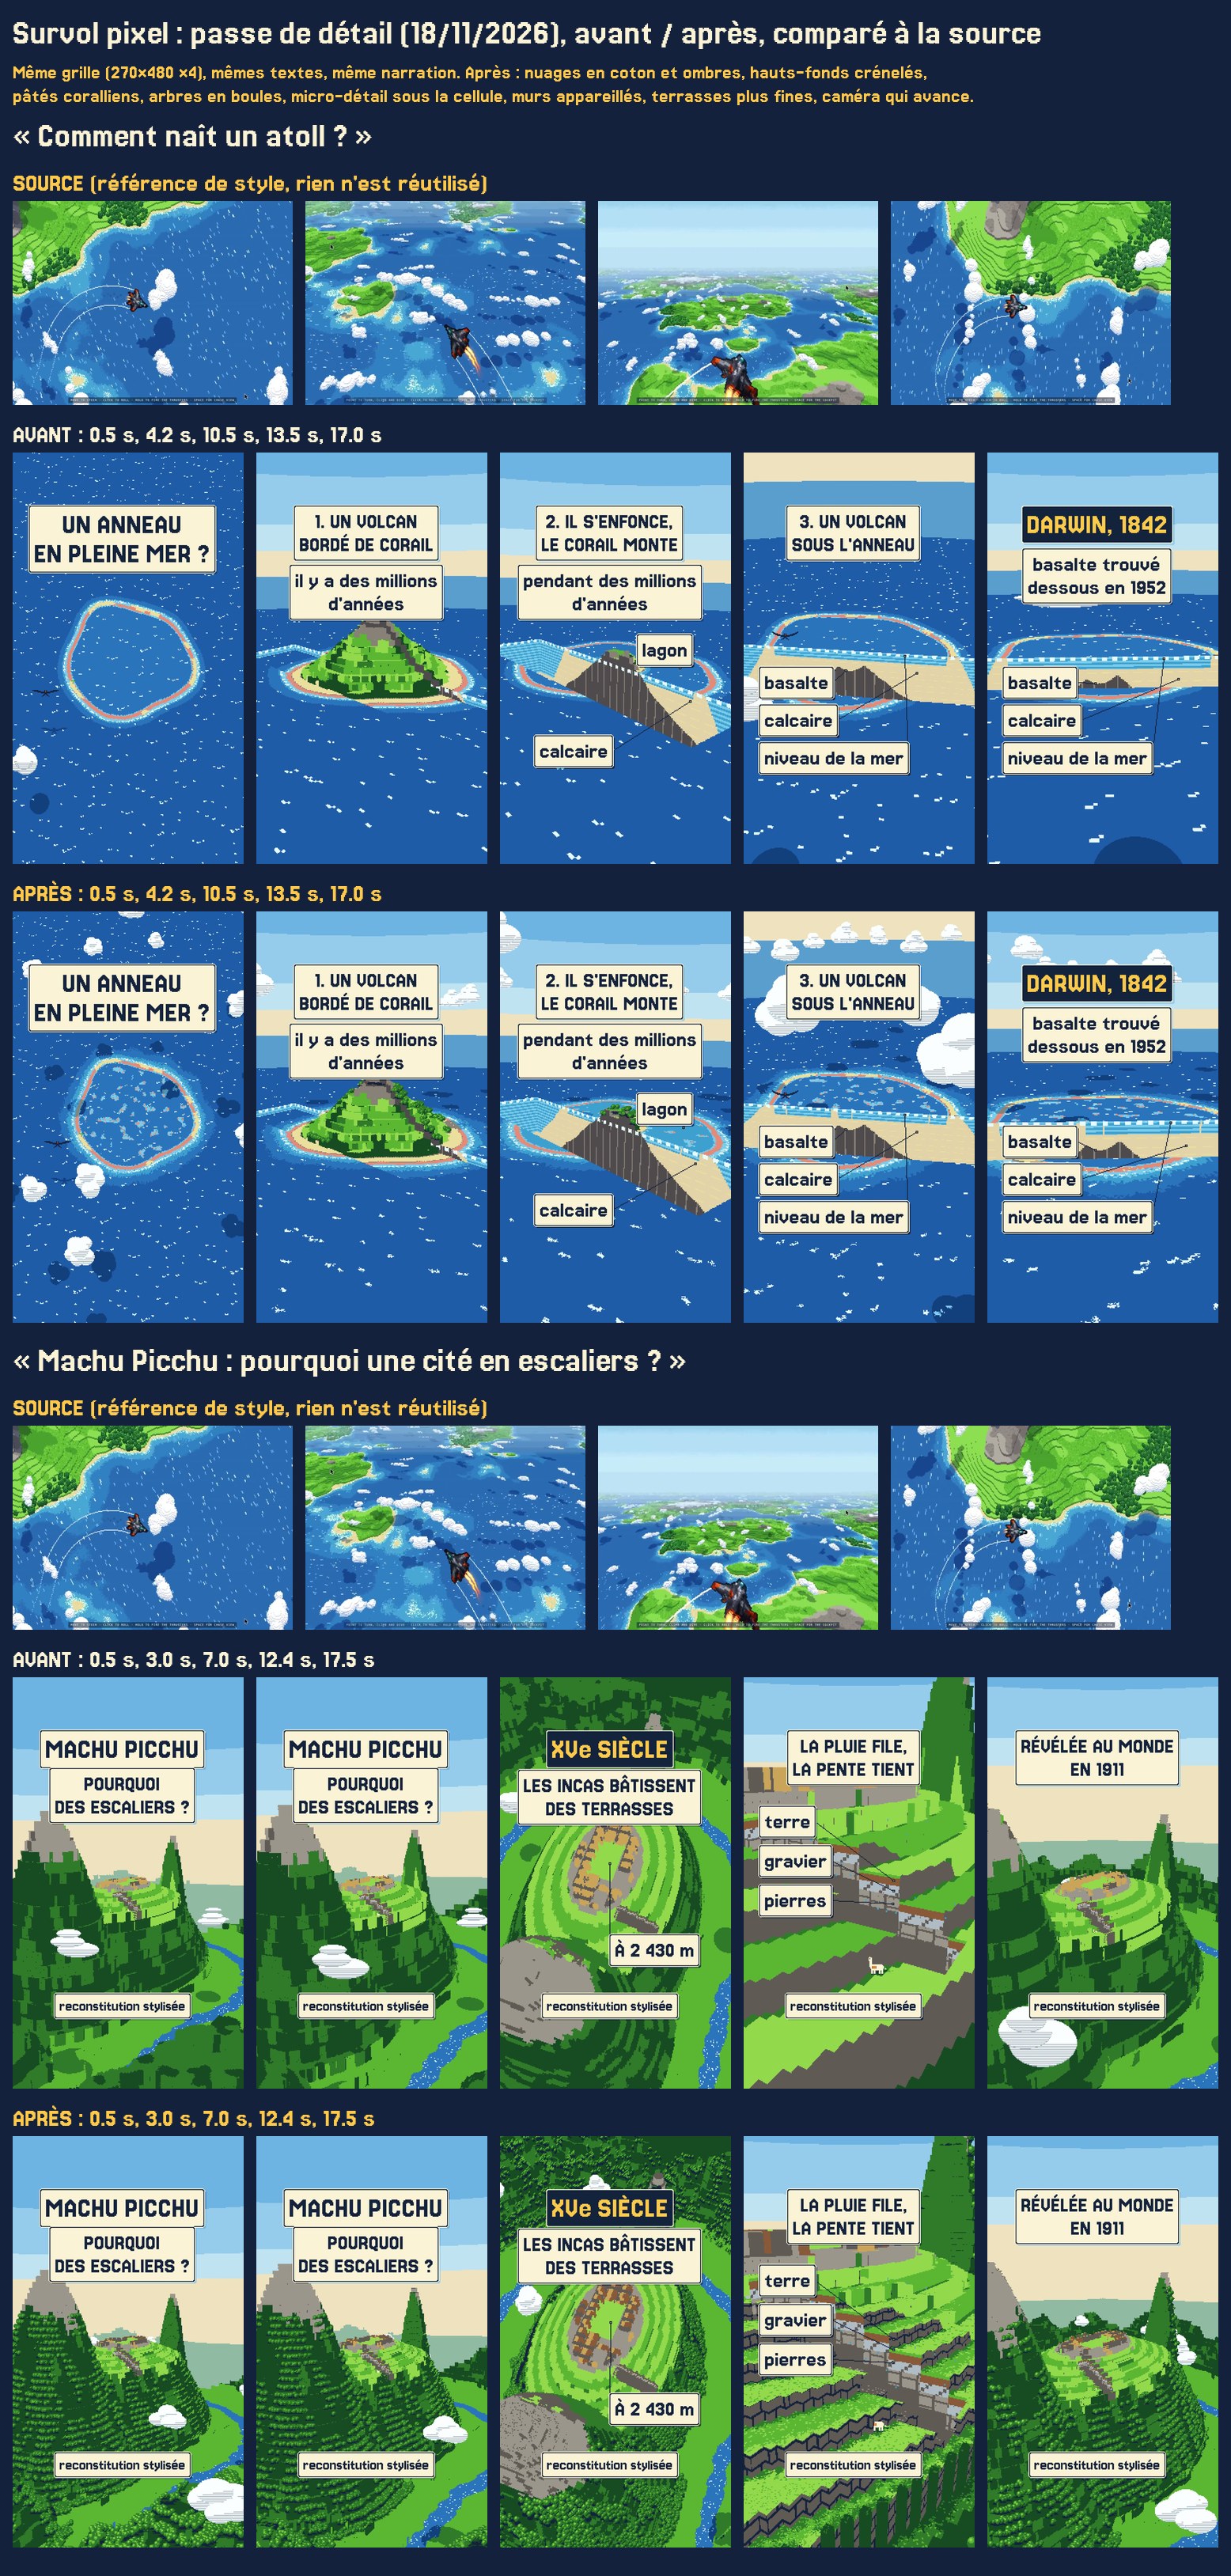 Survol pixel : passe de détail (18/11/2026), avant / après, comparé à la source
Même grille (270×480 ×4), mêmes textes, même narration. Après : nuages en coton et ombres, hauts-fonds crénelés,
pâtés coralliens, arbres en boules, micro-détail sous la cellule, murs appareillés, terrasses plus fines, caméra qui avance.
« Comment naît un atoll ? »
SOURCE (référence de style, rien n'est réutilisé)
AVANT : 0.5 s, 4.2 s, 10.5 s, 13.5 s, 17.0 s
UN ANNEAU
EN PLEINE MER ?
1. UN VOLCAN
BORDÉ DE CORAIL
il y a des millions
d'années
2. IL S'ENFONCE,
LE CORAIL MONTE
pendant des millions
d'années
lagon
calcaire
3. UN VOLCAN
SOUS L'ANNEAU
basalte
calcaire
niveau de la mer
DARWIN, 1842
basalte trouvé
dessous en 1952
basalte
calcaire
niveau de la mer
APRÈS : 0.5 s, 4.2 s, 10.5 s, 13.5 s, 17.0 s
UN ANNEAU
EN PLEINE MER ?
1. UN VOLCAN
BORDÉ DE CORAIL
il y a des millions
d'années
2. IL S'ENFONCE,
LE CORAIL MONTE
pendant des millions
d'années
lagon
calcaire
3. UN VOLCAN
SOUS L'ANNEAU
basalte
calcaire
niveau de la mer
DARWIN, 1842
basalte trouvé
dessous en 1952
basalte
calcaire
niveau de la mer
« Machu Picchu : pourquoi une cité en escaliers ? »
SOURCE (référence de style, rien n'est réutilisé)
AVANT : 0.5 s, 3.0 s, 7.0 s, 12.4 s, 17.5 s
MACHU PICCHU
POURQUOI
DES ESCALIERS ?
reconstitution stylisée
MACHU PICCHU
POURQUOI
DES ESCALIERS ?
reconstitution stylisée
XVe SIÈCLE
LES INCAS BÂTISSENT
DES TERRASSES
À 2 430 m
reconstitution stylisée
LA PLUIE FILE,
LA PENTE TIENT
terre
gravier
pierres
reconstitution stylisée
RÉVÉLÉE AU MONDE
EN 1911
reconstitution stylisée
APRÈS : 0.5 s, 3.0 s, 7.0 s, 12.4 s, 17.5 s
MACHU PICCHU
POURQUOI
DES ESCALIERS ?
reconstitution stylisée
MACHU PICCHU
POURQUOI
DES ESCALIERS ?
reconstitution stylisée
XVe SIÈCLE
LES INCAS BÂTISSENT
DES TERRASSES
À 2 430 m
reconstitution stylisée
LA PLUIE FILE,
LA PENTE TIENT
terre
gravier
pierres
reconstitution stylisée
RÉVÉLÉE AU MONDE
EN 1911
reconstitution stylisée